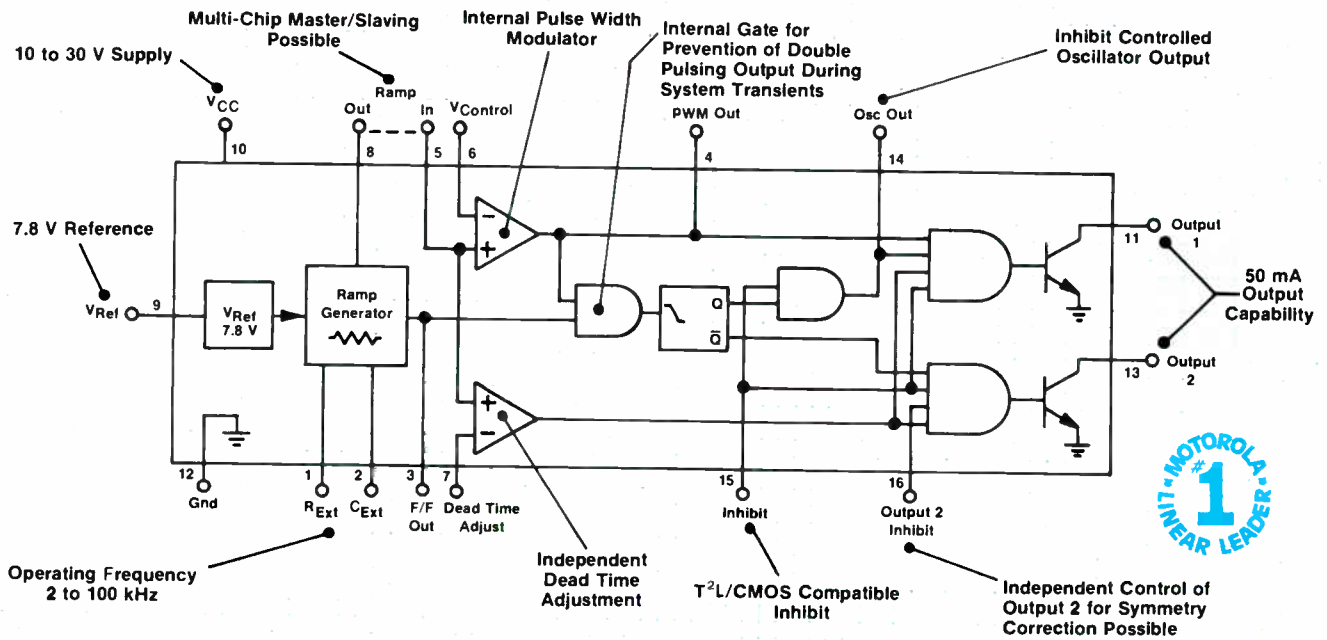 Multi-Chip Master/Slaving
Possible
Internal Pulse Width
Modulator
Internal Gate for
Prevention of Double
Pulsing Output During
System Transients
Inhibit Controlled
Oscillator Output
10 to 30 V Supply
VCC
10
Ramp
Out
8
In
5
VControl
6
PWM Out
4
Osc Out
14
7.8 V Reference
VRef
9
VRef
7.8 V
Ramp
Generator
−
+
+
−
Q
Q̅
11
Output
1
50 mA
Output
Capability
13
Output
2
12
Gnd
1
RExt
2
CExt
3
F/F
Out
7
Dead Time
Adjust
15
Inhibit
16
Output 2
Inhibit
Operating Frequency
2 to 100 kHz
Independent
Dead Time
Adjustment
T²L/CMOS Compatible
Inhibit
Independent Control of
Output 2 for Symmetry
Correction Possible
MOTOROLA
#1
LINEAR LEADER